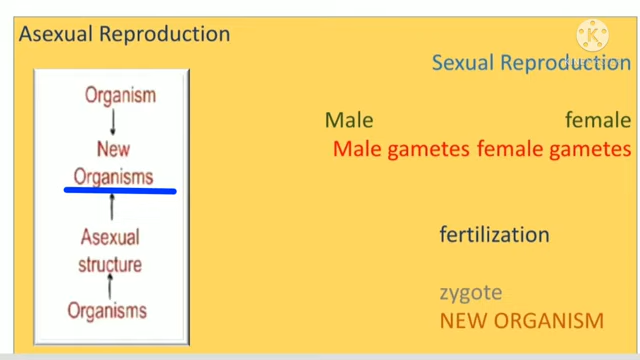 Asexual Reproduction
Organism
New
Organisms
Asexual
structure
Organisms
Sexual Reproduction
Male female
Male gametes female gametes
fertilization
zygote
NEW ORGANISM